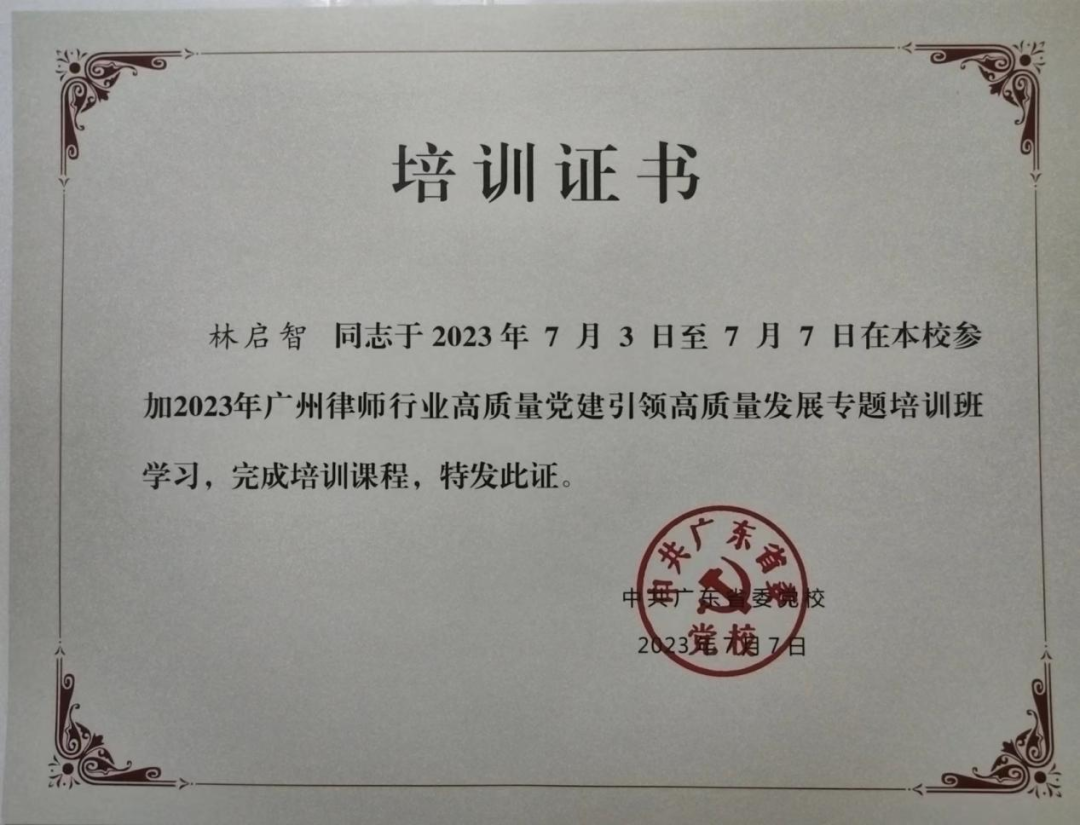 培训证书
林启智 同志于 2023 年 7 月 3 日至 7 月 7 日在本校参
加2023年广州律师行业高质量党建引领高质量发展专题培训班
学习，完成培训课程，特发此证。
中共广东省委
党校
中共广东省委党校
2023年7月7日